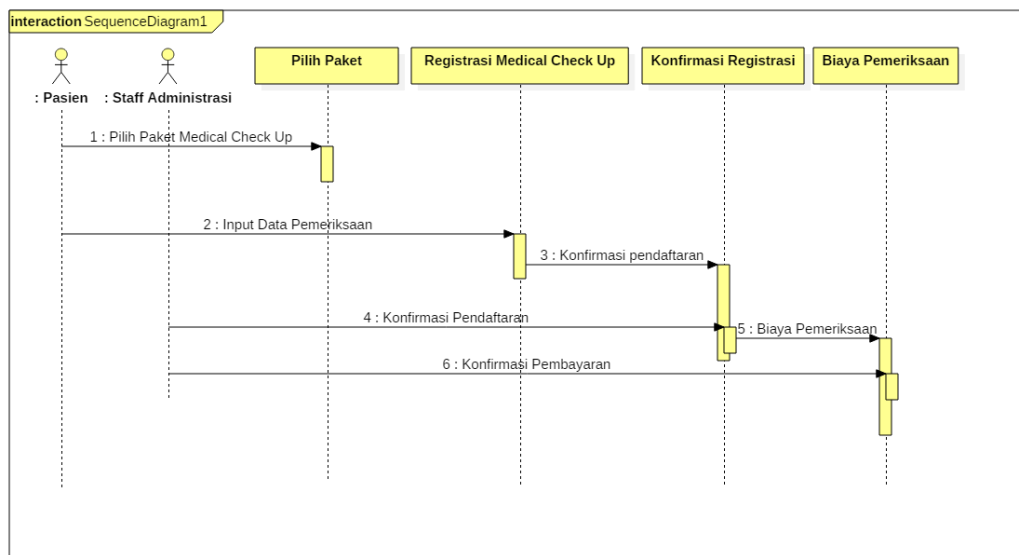 interaction SequenceDiagram1
Pilih Paket
Registrasi Medical Check Up
Konfirmasi Registrasi
Biaya Pemeriksaan
: Pasien
: Staff Administrasi
1 : Pilih Paket Medical Check Up
2 : Input Data Pemeriksaan
3 : Konfirmasi pendaftaran
4 : Konfirmasi Pendaftaran
5 : Biaya Pemeriksaan
6 : Konfirmasi Pembayaran